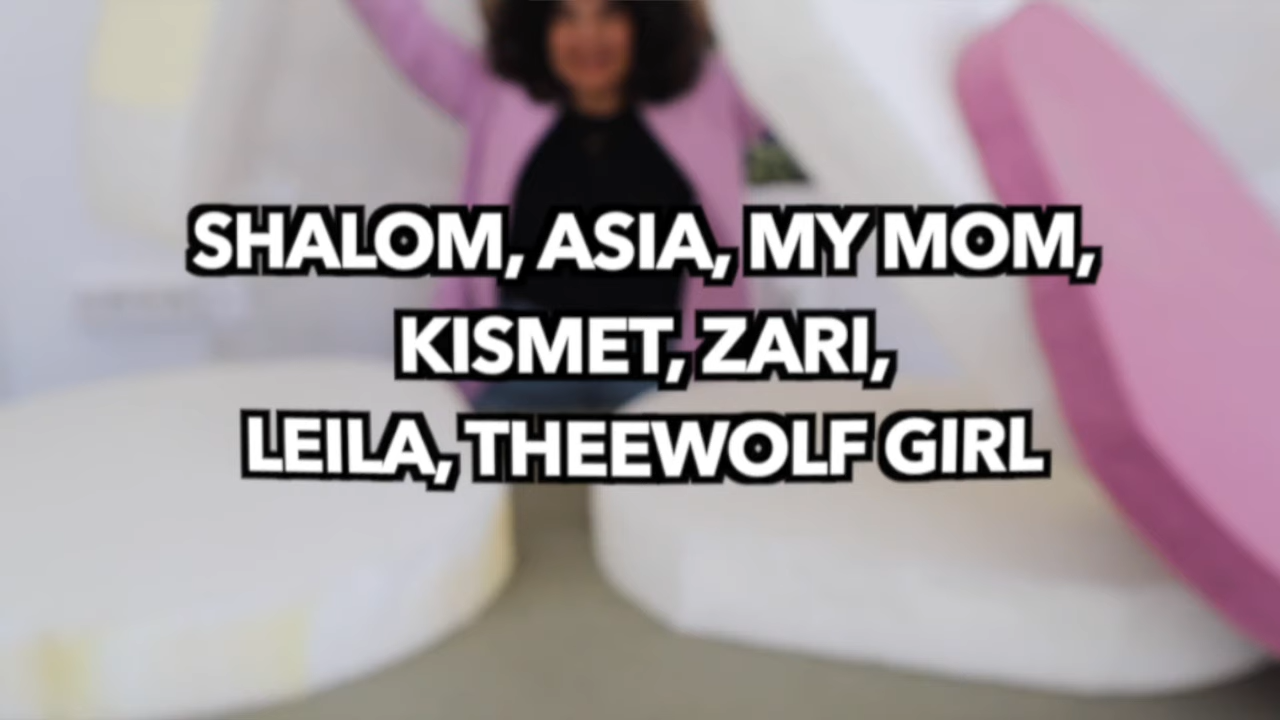 SHALOM, ASIA, MY MOM,
KISMET, ZARI,
LEILA, THEEWOLF GIRL